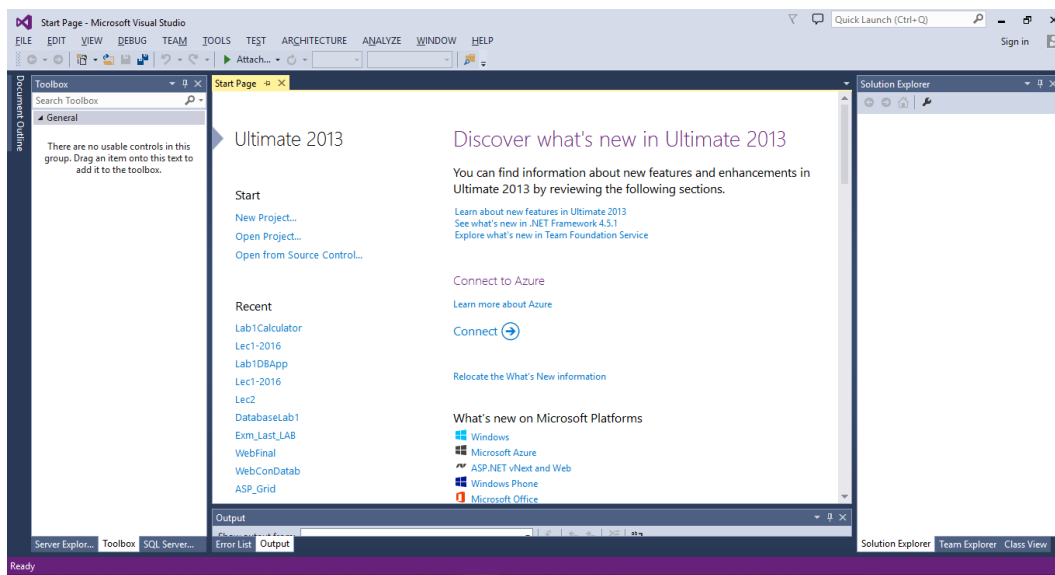 Start Page - Microsoft Visual Studio
Quick Launch (Ctrl+Q)
FILE EDIT VIEW DEBUG TEAM TOOLS TEST ARCHITECTURE ANALYZE WINDOW HELP
Sign in
Attach...
Document Outline
Toolbox
Search Toolbox
General
There are no usable controls in this
group. Drag an item onto this text to
add it to the toolbox.
Server Explor... Toolbox SQL Server...
Start Page
Ultimate 2013
Start
New Project...
Open Project...
Open from Source Control...
Recent
Lab1Calculator
Lec1-2016
Lab1DBApp
Lec1-2016
Lec2
DatabaseLab1
Exm_Last_LAB
WebFinal
WebConDatab
ASP_Grid
Discover what's new in Ultimate 2013
You can find information about new features and enhancements in
Ultimate 2013 by reviewing the following sections.
Learn about new features in Ultimate 2013
See what's new in .NET Framework 4.5.1
Explore what's new in Team Foundation Service
Connect to Azure
Learn more about Azure
Connect
Relocate the What's New information
What's new on Microsoft Platforms
Windows
Microsoft Azure
ASP.NET vNext and Web
Windows Phone
Microsoft Office
Output
Show output from:
Error List Output
Solution Explorer
Solution Explorer Team Explorer Class View
Ready